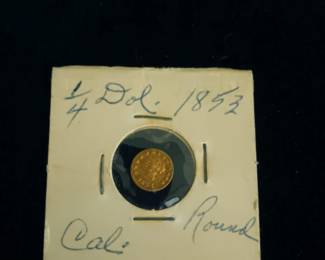 1/4 Dol. 1853
Cal. Round